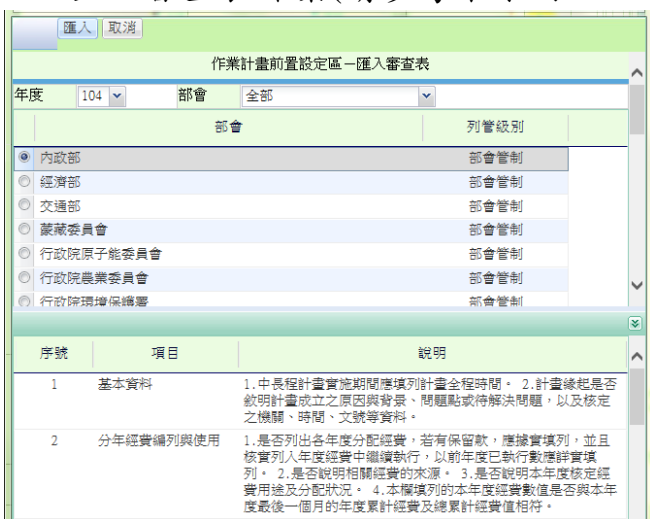 匯入 取消
作業計畫前置設定區－匯入審查表
年度 104 部會 全部
部會 列管級別
內政部 部會管制
經濟部 部會管制
交通部 部會管制
蒙藏委員會 部會管制
行政院原子能委員會 部會管制
行政院農業委員會 部會管制
行政院環境保護署 部會管制
序號 項目 說明
1 基本資料 1.中長程計畫實施期間應填列計畫全程時間。 2.計畫緣起是否
敘明計畫成立之原因與背景、問題點或待解決問題，以及核定
之機關、時間、文號等資料。
2 分年經費編列與使用 1.是否列出各年度分配經費，若有保留款，應據實填列，並且
核實列入年度經費中繼續執行，以前年度已執行數應詳實填
列。 2.是否說明相關經費的來源。 3.是否說明本年度核定經
費用途及分配狀況。 4.本欄填列的本年度經費數值是否與本年
度最後一個月的年度累計經費及總累計經費值相符。